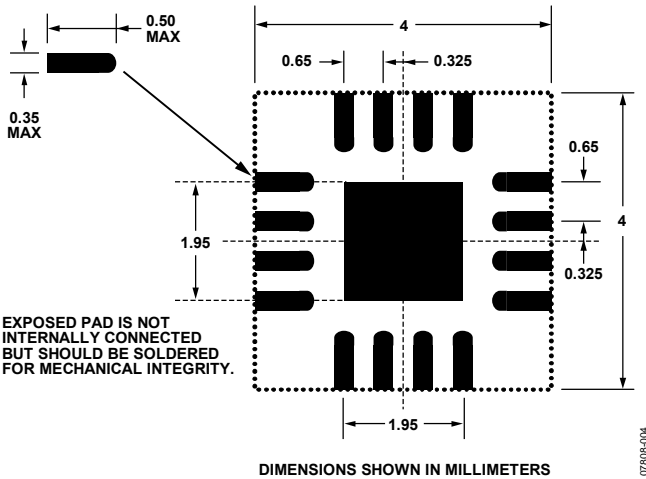 0.50
MAX
0.35
MAX
4
0.65
0.325
0.65
4
0.325
1.95
EXPOSED PAD IS NOT
INTERNALLY CONNECTED
BUT SHOULD BE SOLDERED
FOR MECHANICAL INTEGRITY.
1.95
DIMENSIONS SHOWN IN MILLIMETERS
07808-004